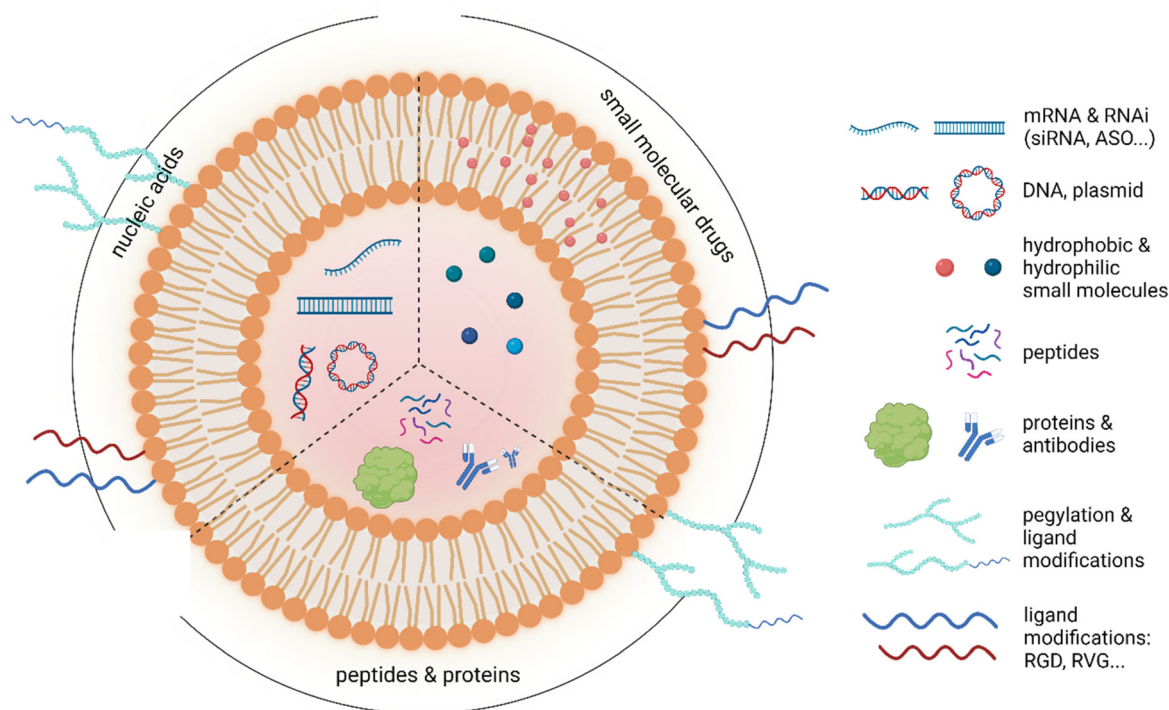 nucleic acids
small molecular drugs
peptides & proteins
mRNA & RNAi
(siRNA, ASO...)
DNA, plasmid
hydrophobic &
hydrophilic
small molecules
peptides
proteins &
antibodies
pegylation &
ligand
modifications
ligand
modifications:
RGD, RVG...